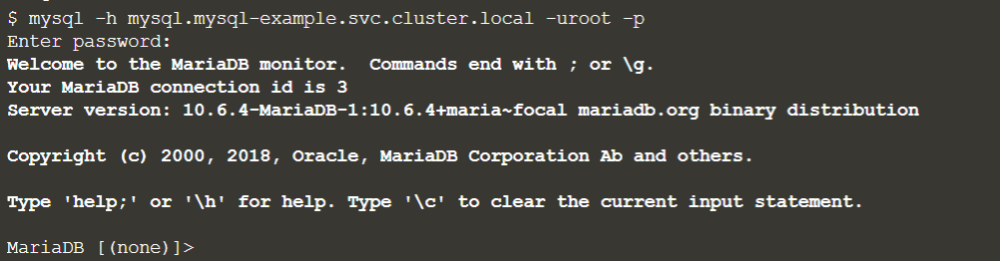 $ mysql -h mysql.mysql-example.svc.cluster.local -uroot -p
Enter password:
Welcome to the MariaDB monitor.  Commands end with ; or \g.
Your MariaDB connection id is 3
Server version: 10.6.4-MariaDB-1:10.6.4+maria~focal mariadb.org binary distribution
Copyright (c) 2000, 2018, Oracle, MariaDB Corporation Ab and others.
Type 'help;' or '\h' for help. Type '\c' to clear the current input statement.
MariaDB [(none)]>